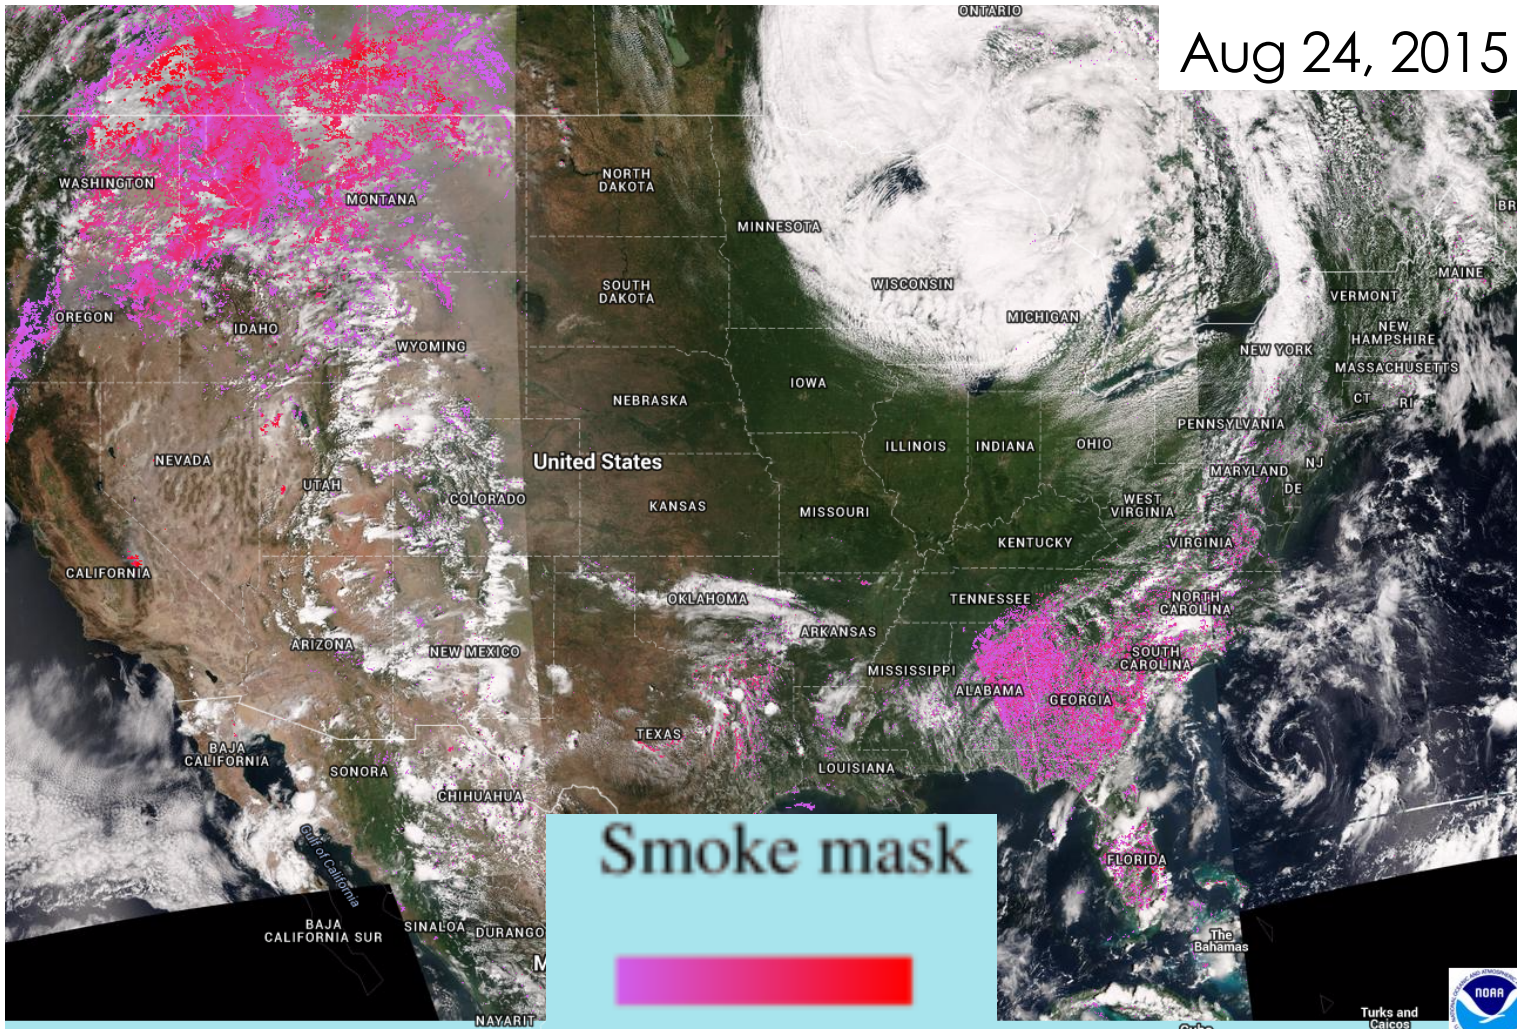 ONTARIO
Aug 24, 2015
WASHINGTON
MONTANA
NORTH
DAKOTA
MINNESOTA
BR
MAINE
WISCONSIN
SOUTH
DAKOTA
VERMONT
OREGON
IDAHO
MICHIGAN
NEW
HAMPSHIRE
WYOMING
NEW YORK
MASSACHUSETTS
IOWA
NEBRASKA
CT
RI
PENNSYLVANIA
ILLINOIS
INDIANA
OHIO
NEVADA
United States
MARYLAND
NJ
DE
UTAH
COLORADO
KANSAS
MISSOURI
WEST
VIRGINIA
KENTUCKY
VIRGINIA
CALIFORNIA
OKLAHOMA
TENNESSEE
NORTH
CAROLINA
ARIZONA
NEW MEXICO
ARKANSAS
SOUTH
CAROLINA
MISSISSIPPI
ALABAMA
GEORGIA
TEXAS
BAJA
CALIFORNIA
SONORA
LOUISIANA
CHIHUAHUA
Gulf of California
Smoke mask
FLORIDA
BAJA
CALIFORNIA SUR
SINALOA
DURANGO
The
Bahamas
M
NOAA
NAYARIT
Turks and
Caicos
Cuba